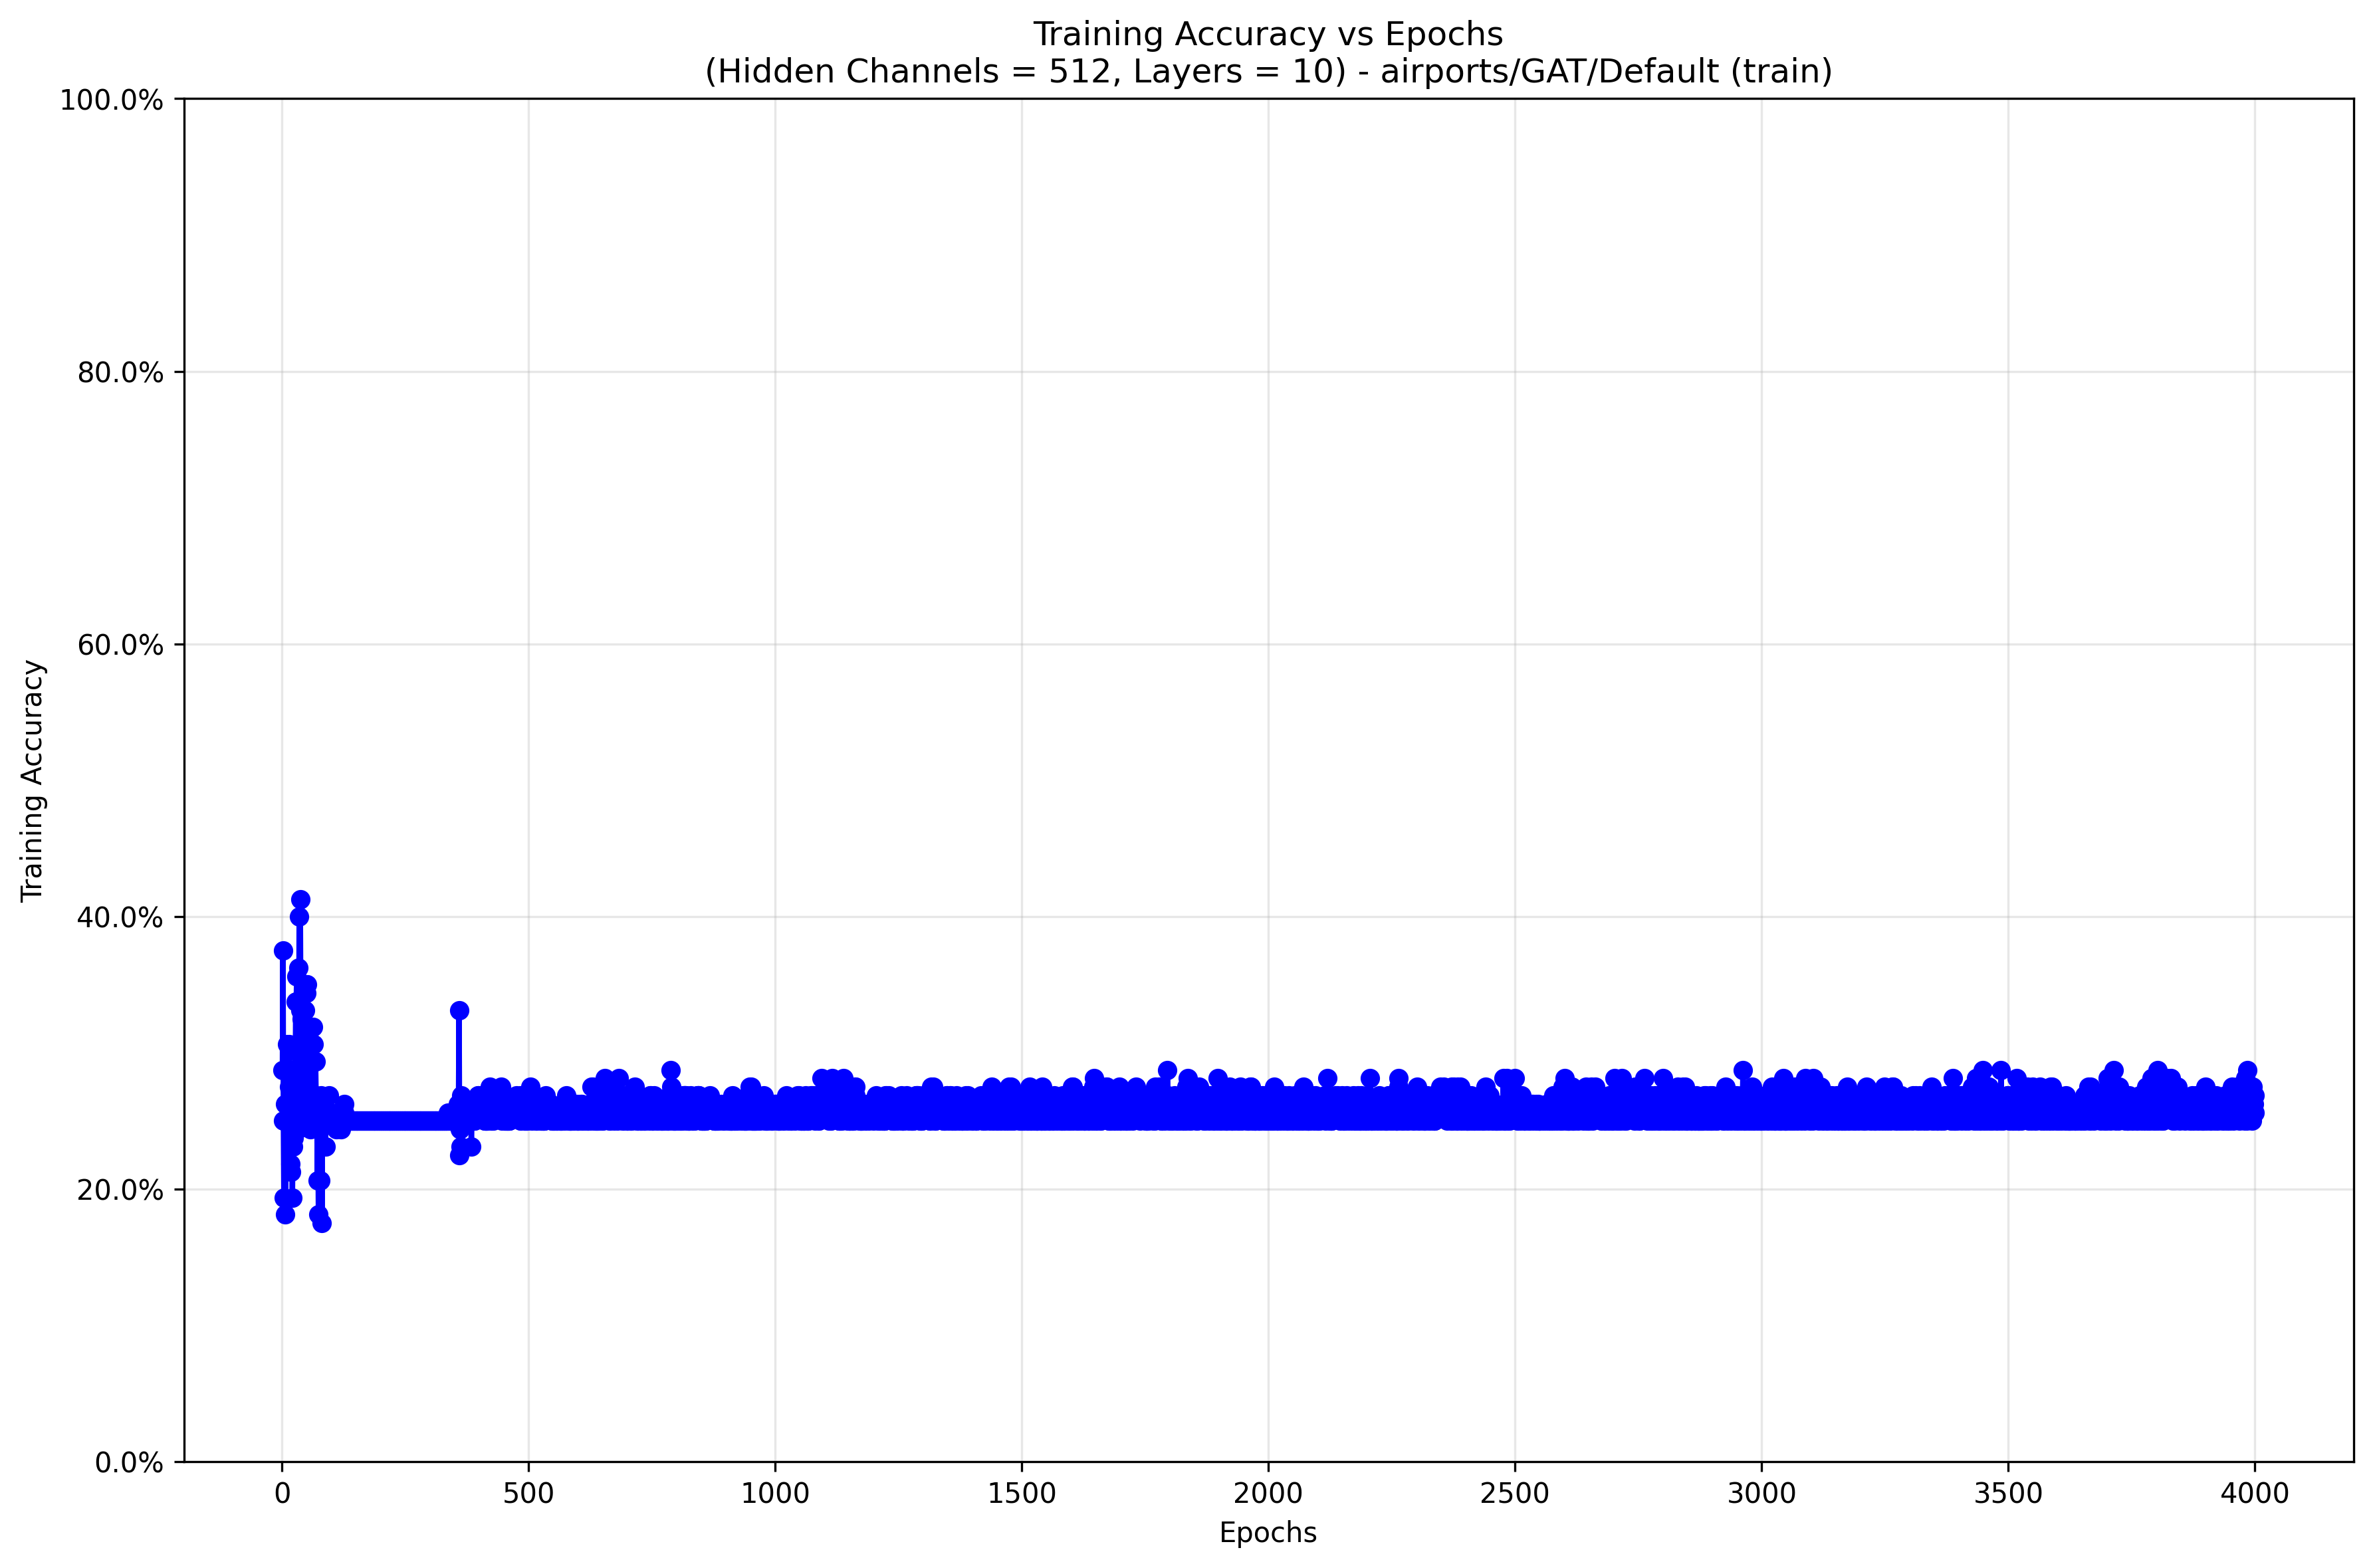 Training Accuracy vs Epochs
(Hidden Channels = 512, Layers = 10) - airports/GAT/Default (train)
100.0%
80.0%
60.0%
40.0%
20.0%
0.0%
Training Accuracy
0 500 1000 1500 2000 2500 3000 3500 4000
Epochs